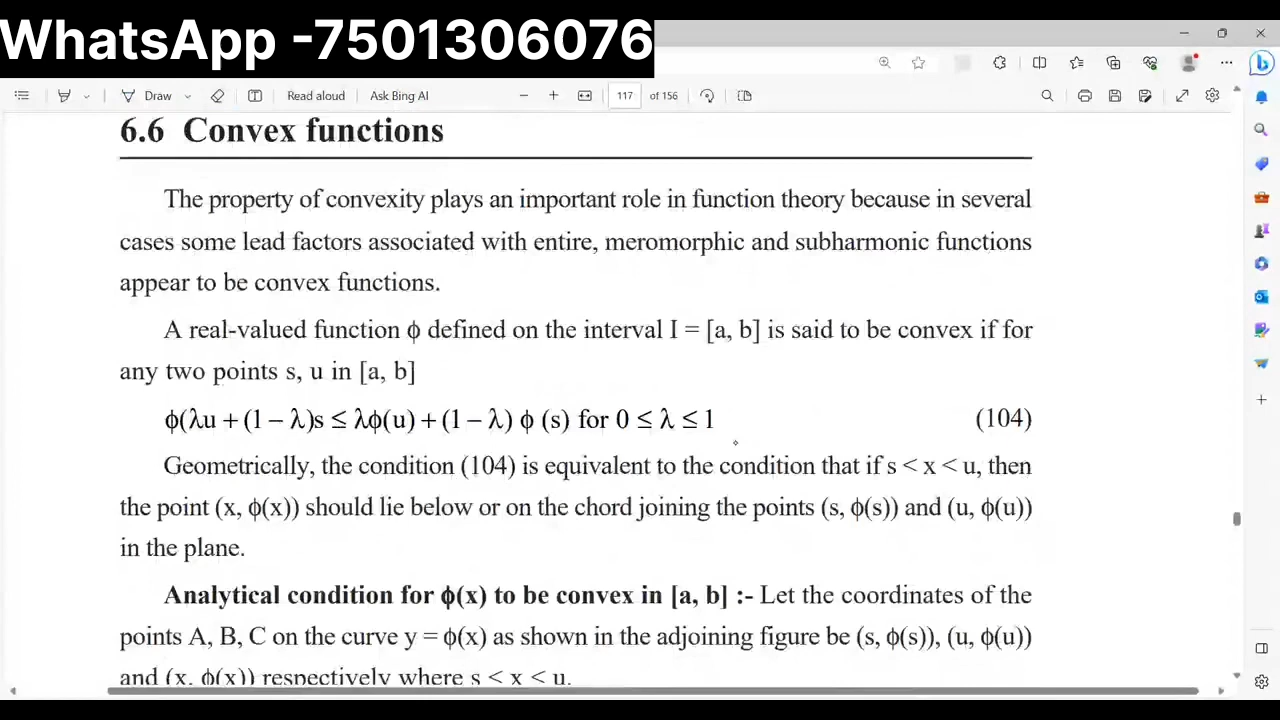 WhatsApp -7501306076
Draw
Read aloud
Ask Bing AI
117 of 156
6.6 Convex functions
The property of convexity plays an important role in function theory because in several
cases some lead factors associated with entire, meromorphic and subharmonic functions
appear to be convex functions.
A real-valued function ϕ defined on the interval I = [a, b] is said to be convex if for
any two points s, u in [a, b]
ϕ(λu + (1 – λ)s ≤ λϕ(u) + (1 – λ) ϕ (s) for 0 ≤ λ ≤ 1 (104)
Geometrically, the condition (104) is equivalent to the condition that if s < x < u, then
the point (x, ϕ(x)) should lie below or on the chord joining the points (s, ϕ(s)) and (u, ϕ(u))
in the plane.
Analytical condition for ϕ(x) to be convex in [a, b] :- Let the coordinates of the
points A, B, C on the curve y = ϕ(x) as shown in the adjoining figure be (s, ϕ(s)), (u, ϕ(u))
and (x, ϕ(x)) respectively where s < x < u.